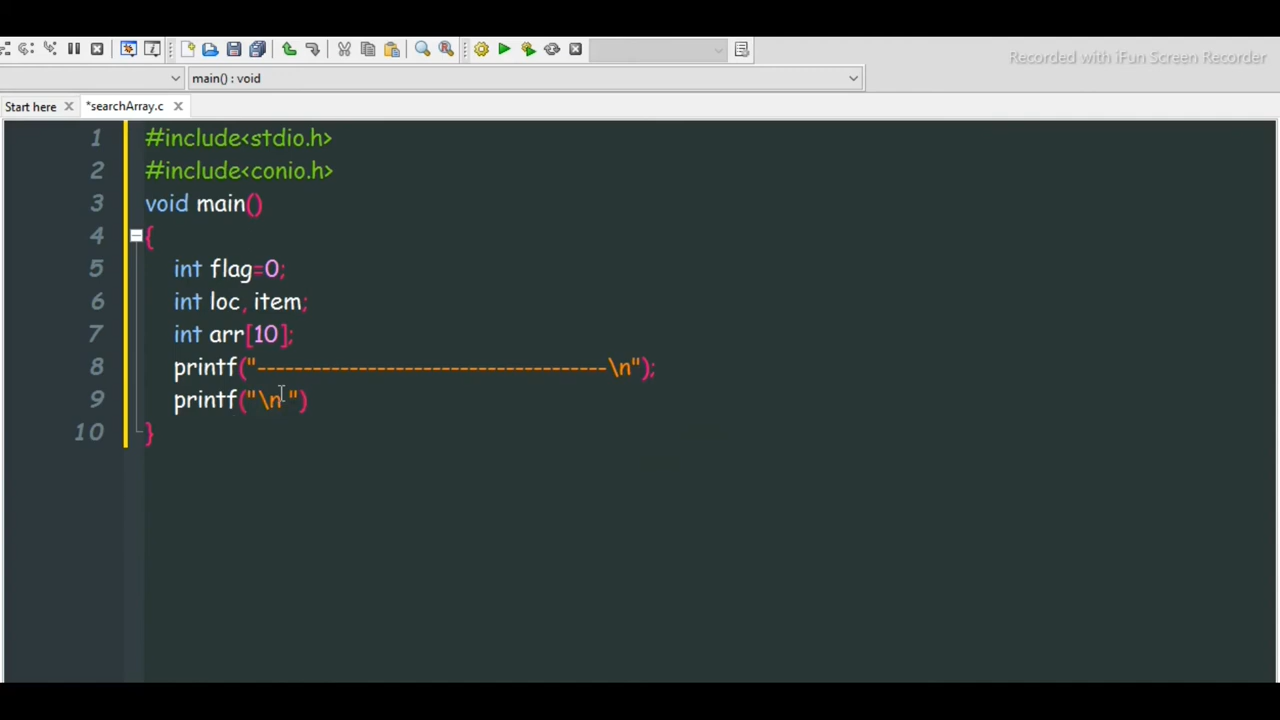 Recorded with iFun Screen Recorder
main() : void
Start here
*searchArray.c
1 #include<stdio.h>
2 #include<conio.h>
3 void main()
4 {
5 int flag=0;
6 int loc, item;
7 int arr[10];
8 printf("--------------------------------------\n");
9 printf("\n ")
10 }